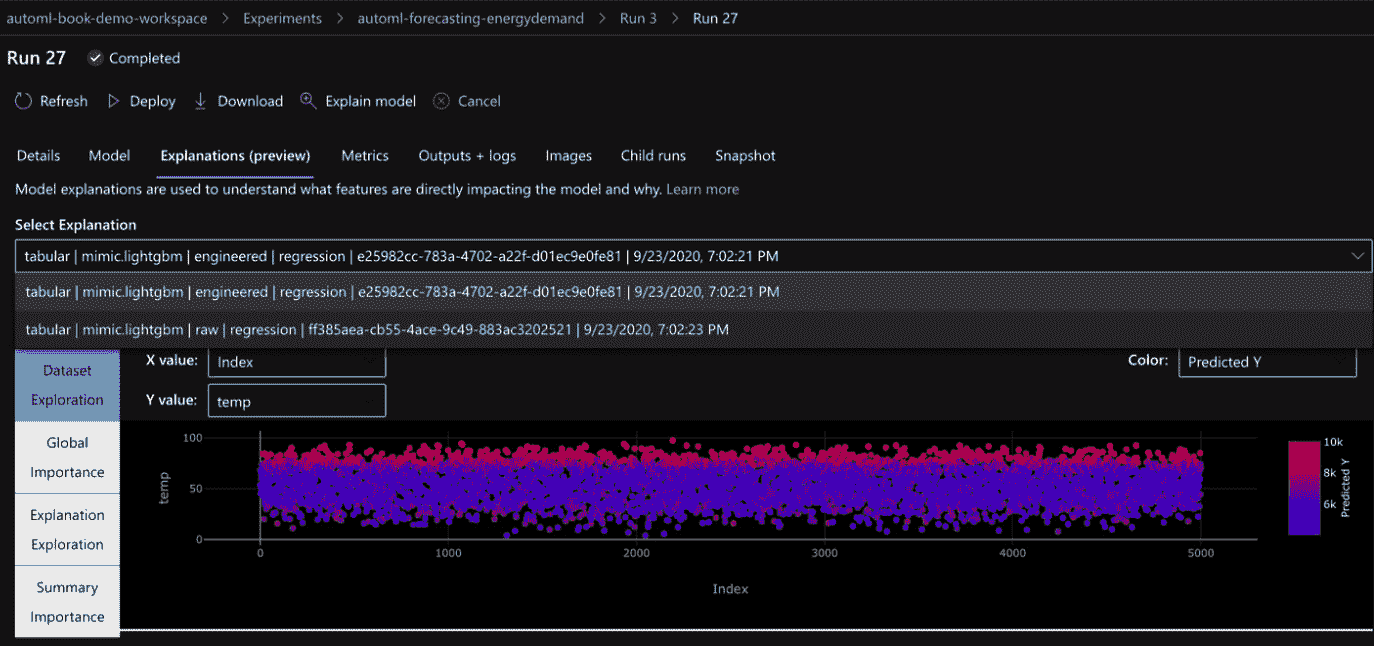 automl-book-demo-workspace > Experiments > automl-forecasting-energydemand > Run 3 > Run 27
Run 27 Completed
Refresh Deploy Download Explain model Cancel
Details Model Explanations (preview) Metrics Outputs + logs Images Child runs Snapshot
Model explanations are used to understand what features are directly impacting the model and why. Learn more
Select Explanation
tabular | mimic.lightgbm | engineered | regression | e25982cc-783a-4702-a22f-d01ec9e0fe81 | 9/23/2020, 7:02:21 PM
tabular | mimic.lightgbm | engineered | regression | e25982cc-783a-4702-a22f-d01ec9e0fe81 | 9/23/2020, 7:02:21 PM
tabular | mimic.lightgbm | raw | regression | ff385aea-cb55-4ace-9c49-883ac3202521 | 9/23/2020, 7:02:23 PM
Dataset
Exploration
Global
Importance
Explanation
Exploration
Summary
Importance
X value: Index
Color: Predicted Y
Y value: temp
100
50
0
temp
0 1000 2000 3000 4000 5000
Index
10k
8k
6k
Predicted Y